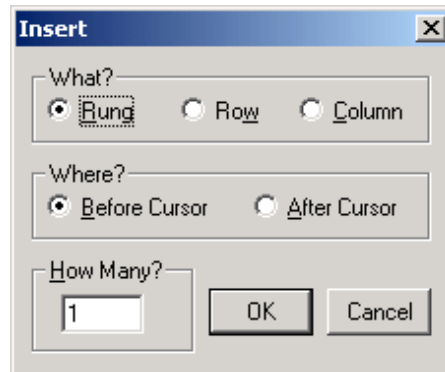 Insert
What?
Rung Row Column
Where?
Before Cursor After Cursor
How Many?
1 OK Cancel